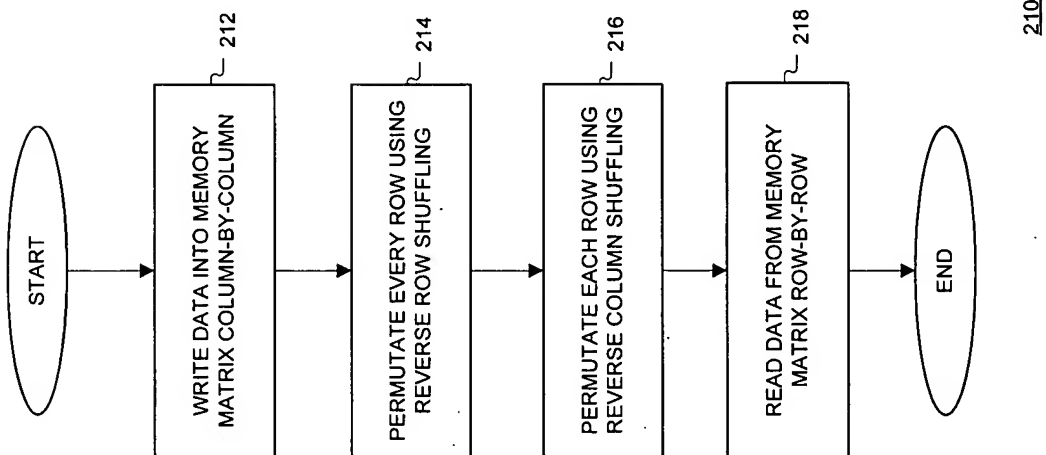 START
WRITE DATA INTO MEMORY
MATRIX COLUMN-BY-COLUMN
212
PERMUTATE EVERY ROW USING
REVERSE ROW SHUFFLING
214
PERMUTATE EACH ROW USING
REVERSE COLUMN SHUFFLING
216
READ DATA FROM MEMORY
MATRIX ROW-BY-ROW
218
END
210